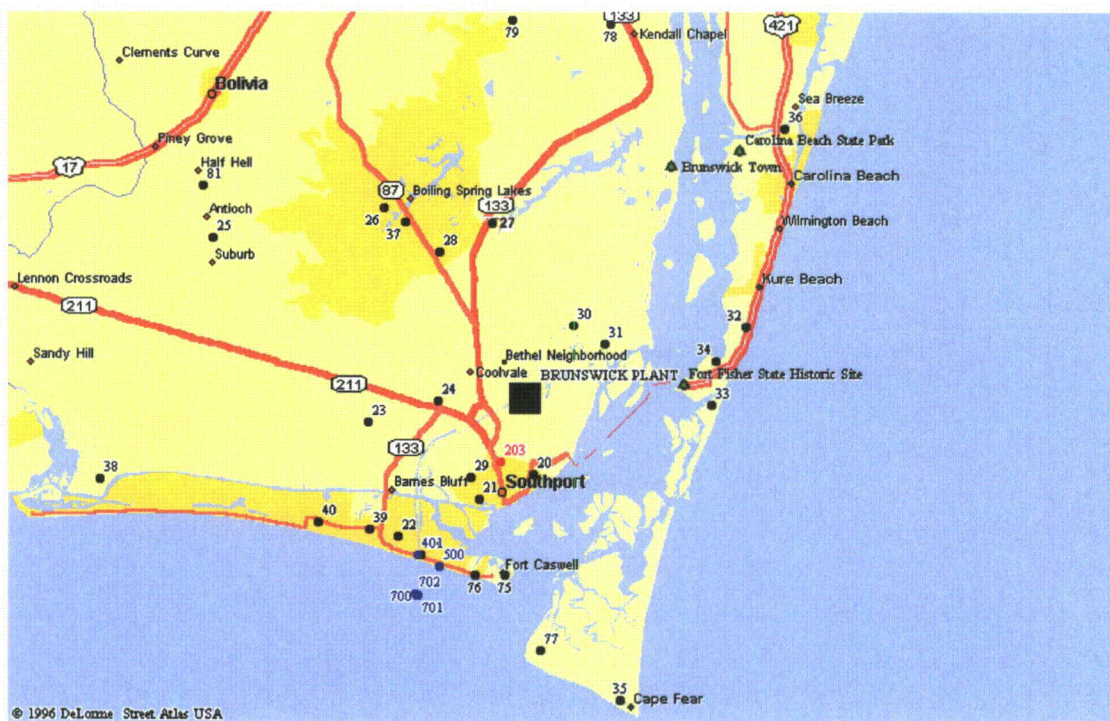 133
79
78
Kendall Chapel
421
Clements Curve
Bolivia
Sea Breeze
36
Piney Grove
Carolina Beach State Park
17
Half Hell
81
Brunswick Town
Carolina Beach
87
Boiling Spring Lakes
133
Antioch
26
37
27
Wilmington Beach
25
28
Suburb
Lennon Crossroads
Kure Beach
211
30
32
31
Sandy Hill
Bethel Neighborhood
34
Coolvale
BRUNSWICK PLANT
Fort Fisher State Historic Site
211
24
33
23
133
203
38
29
20
Barnes Bluff
21
Southport
40
39
22
401
500
Fort Caswell
702
76
75
700
701
77
35
Cape Fear
© 1996 DeLorme Street Atlas USA